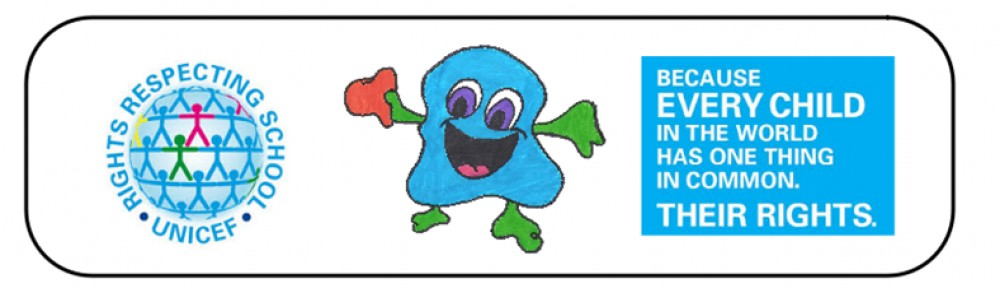 RIGHTS RESPECTING SCHOOL
• UNICEF •
BECAUSE
EVERY CHILD
IN THE WORLD
HAS ONE THING
IN COMMON.
THEIR RIGHTS.